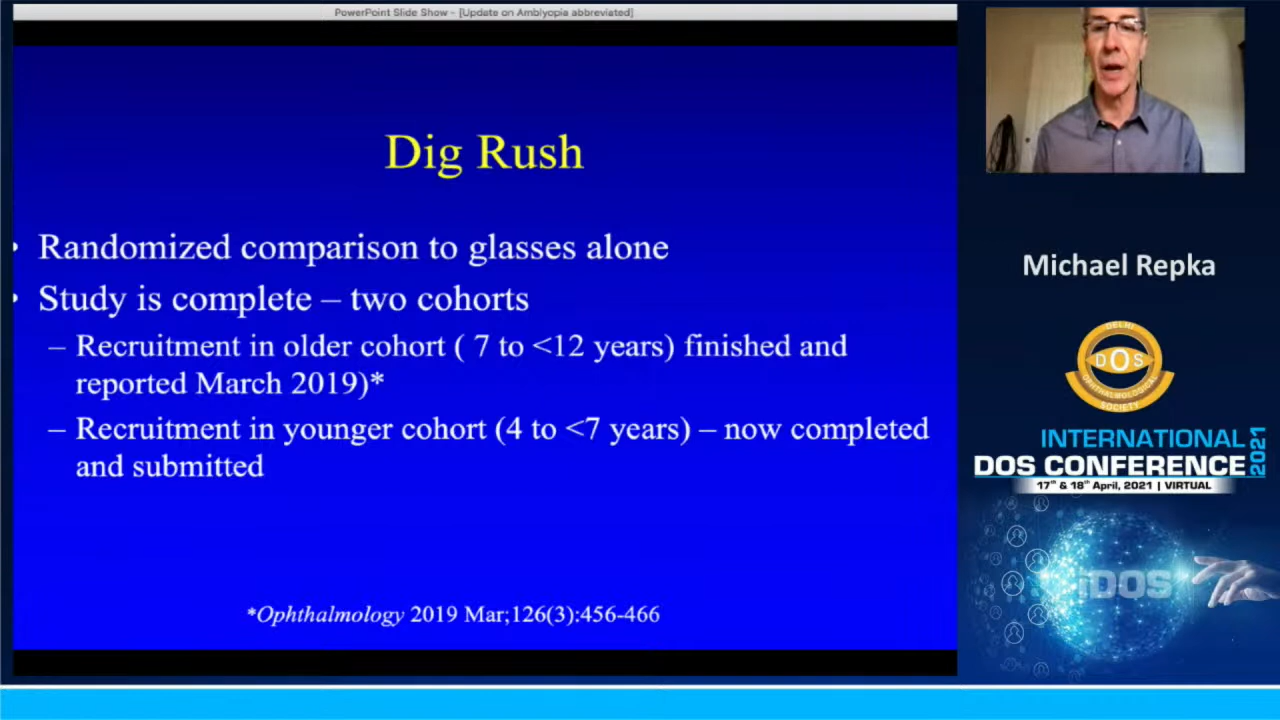 PowerPoint Slide Show - [Update on Amblyopia abbreviated]
Dig Rush
• Randomized comparison to glasses alone
• Study is complete – two cohorts
– Recruitment in older cohort ( 7 to <12 years) finished and
reported March 2019)*
– Recruitment in younger cohort (4 to <7 years) – now completed
and submitted
*Ophthalmology 2019 Mar;126(3):456-466
Michael Repka
DELHI
DOS
OPHTHALMOLOGICAL
SOCIETY
INTERNATIONAL
DOS CONFERENCE
2021
17th & 18th April, 2021 | VIRTUAL
iDOS